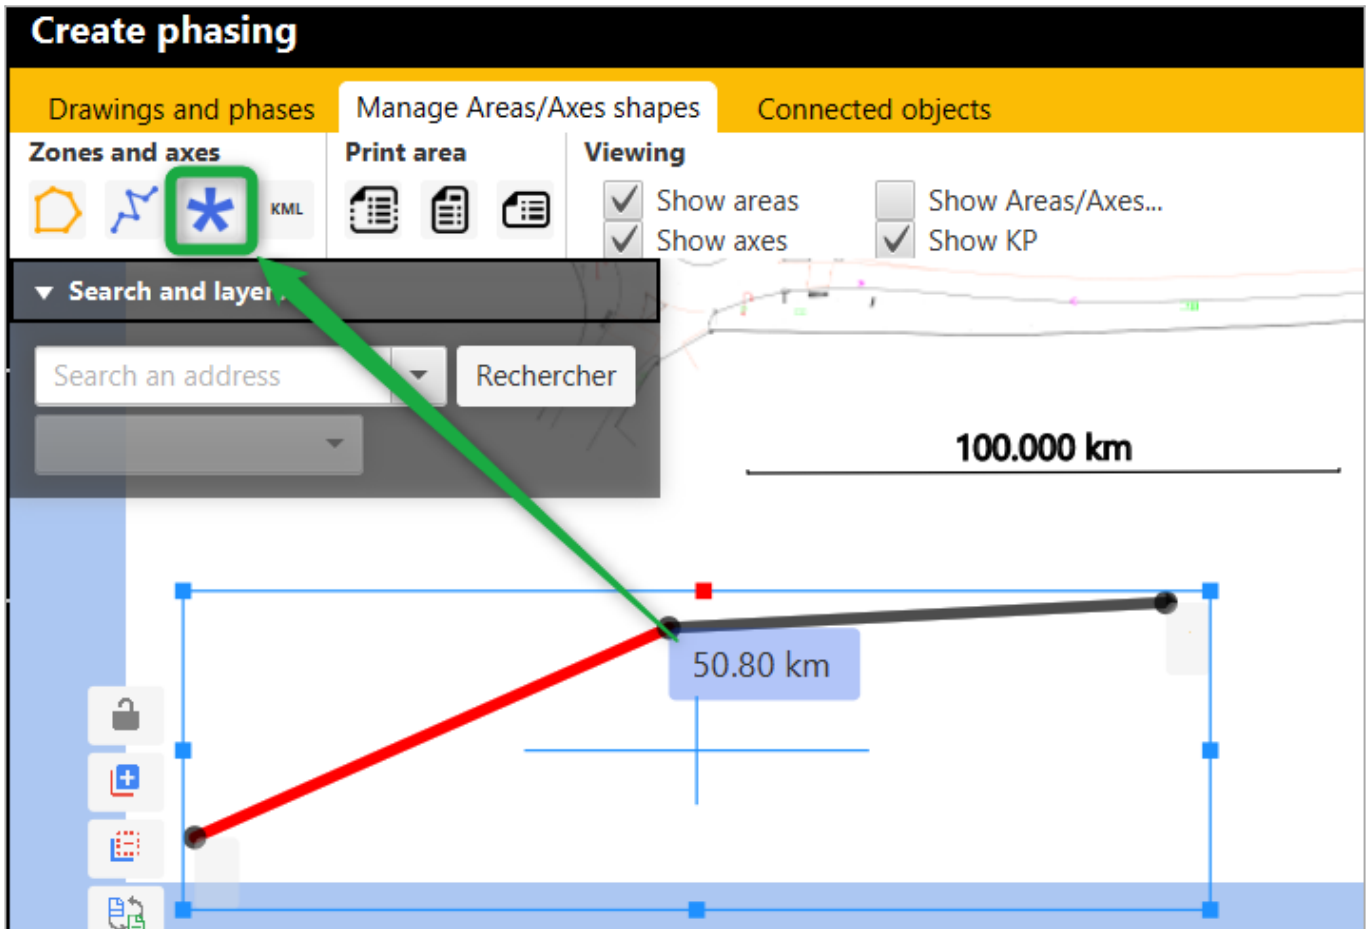 Create phasing
Drawings and phases
Manage Areas/Axes shapes
Connected objects
Zones and axes
Print area
Viewing
KML
Show areas
Show Areas/Axes...
Show axes
Show KP
Search and layer
Search an address
Rechercher
100.000 km
50.80 km